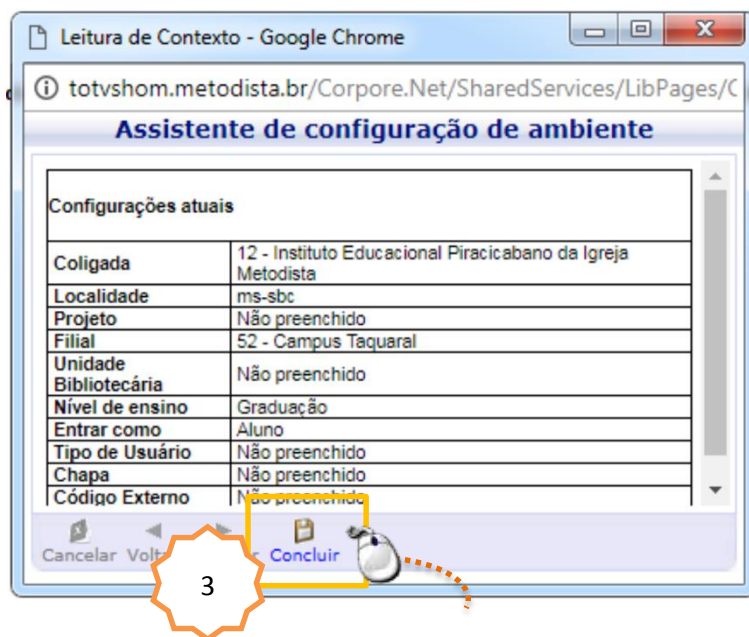 Leitura de Contexto - Google Chrome
totvshom.metodista.br/Corpore.Net/SharedServices/LibPages/C
Assistente de configuração de ambiente
Configurações atuais
Coligada 12 - Instituto Educacional Piracicabano da Igreja
Metodista
Localidade ms-sbc
Projeto Não preenchido
Filial 52 - Campus Taquaral
Unidade
Bibliotecária Não preenchido
Nível de ensino Graduação
Entrar como Aluno
Tipo de Usuário Não preenchido
Chapa Não preenchido
Código Externo Não preenchido
Cancelar Concluir
3